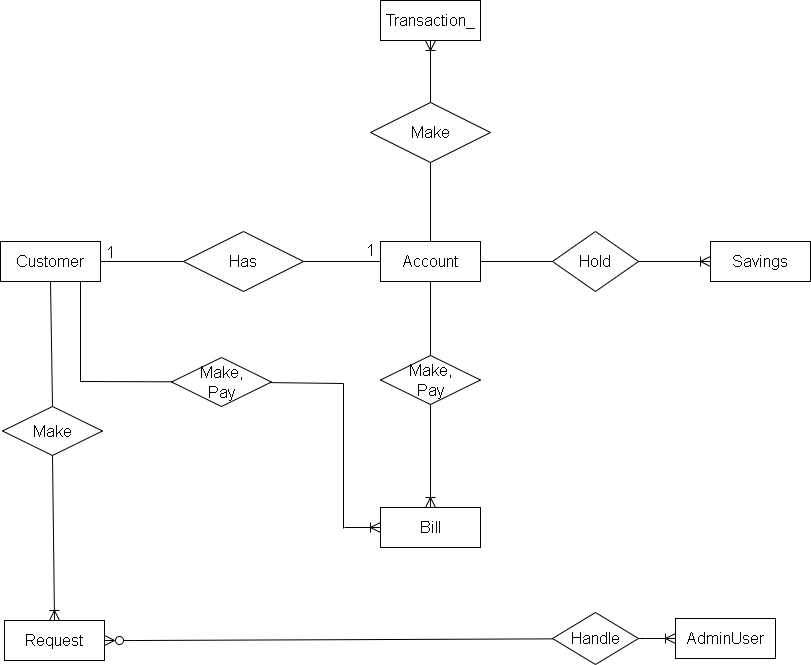 Transaction_
Make
Customer
1
Has
1
Account
Hold
Savings
Make,
Pay
Make,
Pay
Make
Bill
Request
Handle
AdminUser